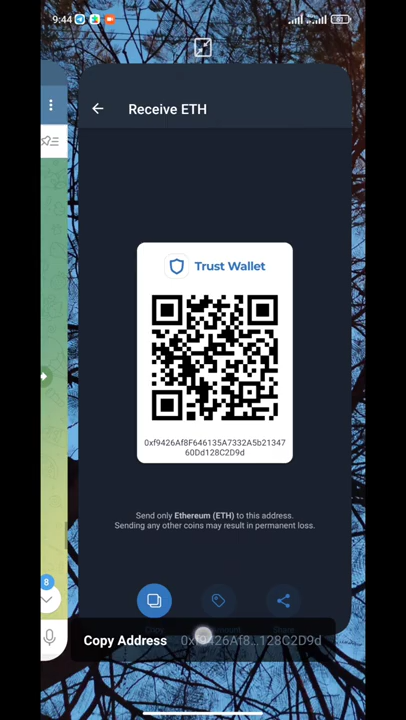 9:44
Receive ETH
Trust Wallet
0xf9426Af8F646135A7332A5b21347
60Dd128C2D9d
Send only Ethereum (ETH) to this address.
Sending any other coins may result in permanent loss.
8
Copy Address
128C2D9d